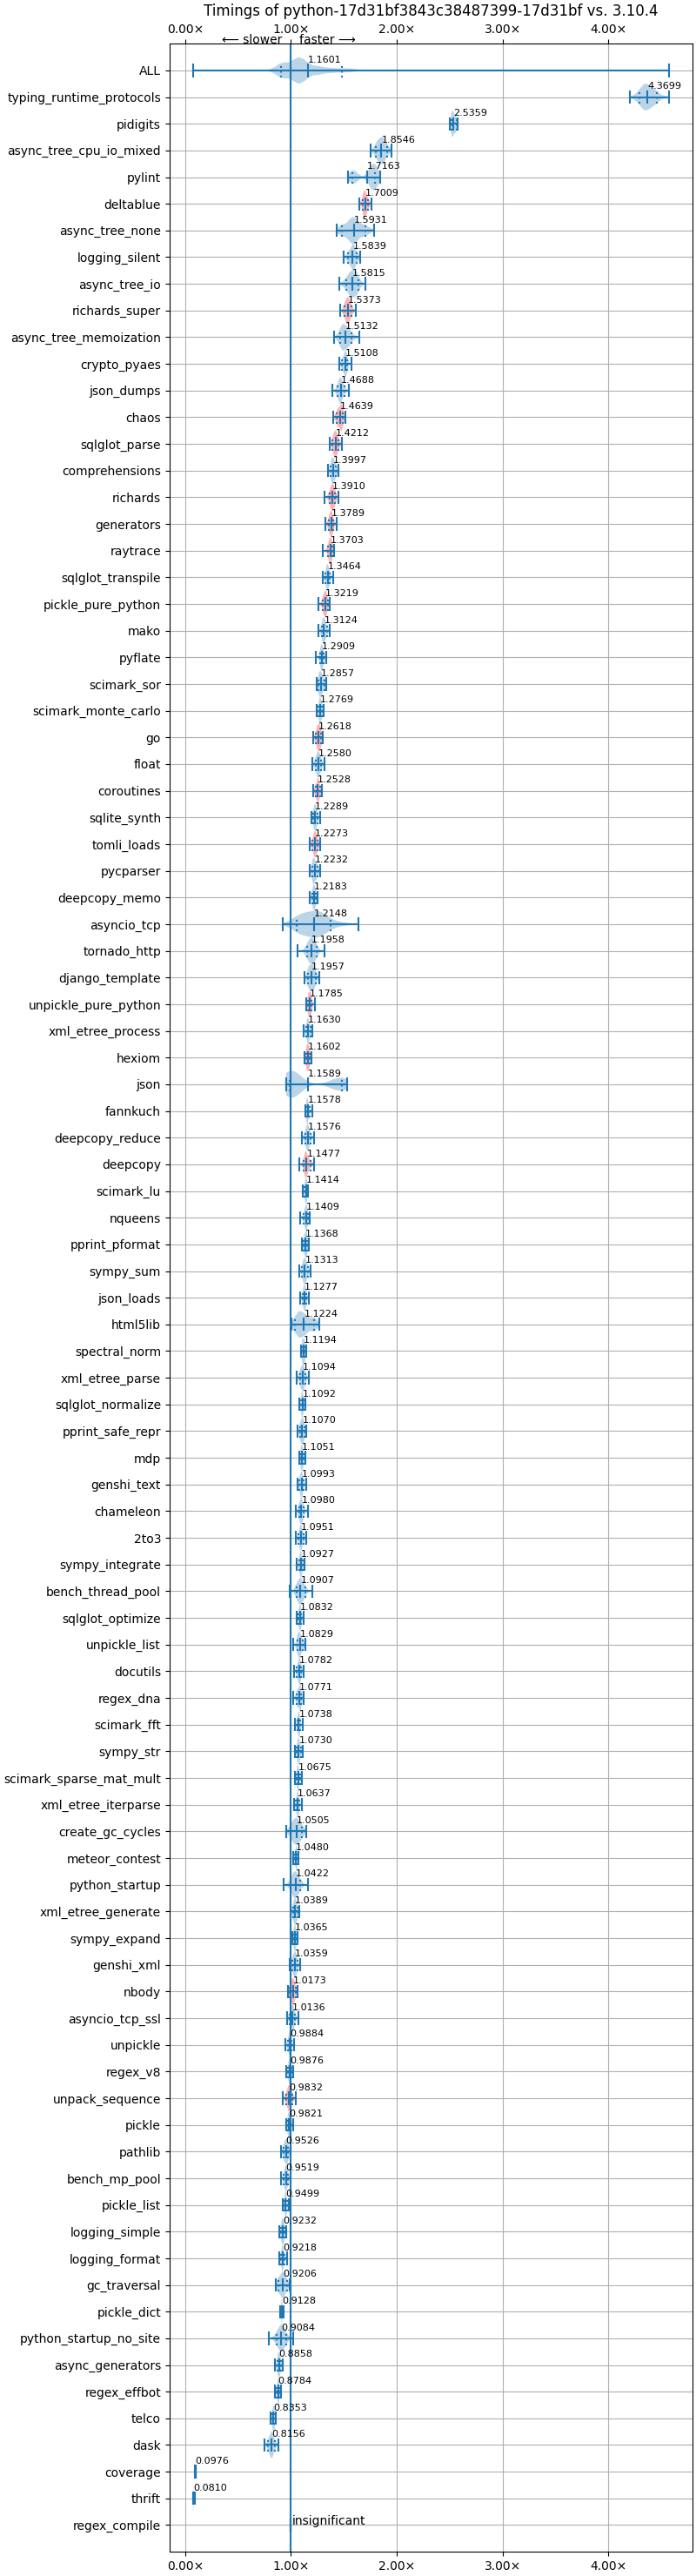 Timings of python-17d31bf3843c38487399-17d31bf vs. 3.10.4
0.00× 1.00× 2.00× 3.00× 4.00×
⟵ slower faster ⟶
ALL 1.1601
typing_runtime_protocols 4.3699
pidigits 2.5359
async_tree_cpu_io_mixed 1.8546
pylint 1.7163
deltablue 1.7009
async_tree_none 1.5931
logging_silent 1.5839
async_tree_io 1.5815
richards_super 1.5373
async_tree_memoization 1.5132
crypto_pyaes 1.5108
json_dumps 1.4688
chaos 1.4639
sqlglot_parse 1.4212
comprehensions 1.3997
richards 1.3910
generators 1.3789
raytrace 1.3703
sqlglot_transpile 1.3464
pickle_pure_python 1.3219
mako 1.3124
pyflate 1.2909
scimark_sor 1.2857
scimark_monte_carlo 1.2769
go 1.2618
float 1.2580
coroutines 1.2528
sqlite_synth 1.2289
tomli_loads 1.2273
pycparser 1.2232
deepcopy_memo 1.2183
asyncio_tcp 1.2148
tornado_http 1.1958
django_template 1.1957
unpickle_pure_python 1.1785
xml_etree_process 1.1630
hexiom 1.1602
json 1.1589
fannkuch 1.1578
deepcopy_reduce 1.1576
deepcopy 1.1477
scimark_lu 1.1414
nqueens 1.1409
pprint_pformat 1.1368
sympy_sum 1.1313
json_loads 1.1277
html5lib 1.1224
spectral_norm 1.1194
xml_etree_parse 1.1094
sqlglot_normalize 1.1092
pprint_safe_repr 1.1070
mdp 1.1051
genshi_text 1.0993
chameleon 1.0980
2to3 1.0951
sympy_integrate 1.0927
bench_thread_pool 1.0907
sqlglot_optimize 1.0832
unpickle_list 1.0829
docutils 1.0782
regex_dna 1.0771
scimark_fft 1.0738
sympy_str 1.0730
scimark_sparse_mat_mult 1.0675
xml_etree_iterparse 1.0637
create_gc_cycles 1.0505
meteor_contest 1.0480
python_startup 1.0422
xml_etree_generate 1.0389
sympy_expand 1.0365
genshi_xml 1.0359
nbody 1.0173
asyncio_tcp_ssl 1.0136
unpickle 0.9884
regex_v8 0.9876
unpack_sequence 0.9832
pickle 0.9821
pathlib 0.9526
bench_mp_pool 0.9519
pickle_list 0.9499
logging_simple 0.9232
logging_format 0.9218
gc_traversal 0.9206
pickle_dict 0.9128
python_startup_no_site 0.9084
async_generators 0.8858
regex_effbot 0.8784
telco 0.8353
dask 0.8156
coverage 0.0976
thrift 0.0810
regex_compile insignificant
0.00× 1.00× 2.00× 3.00× 4.00×